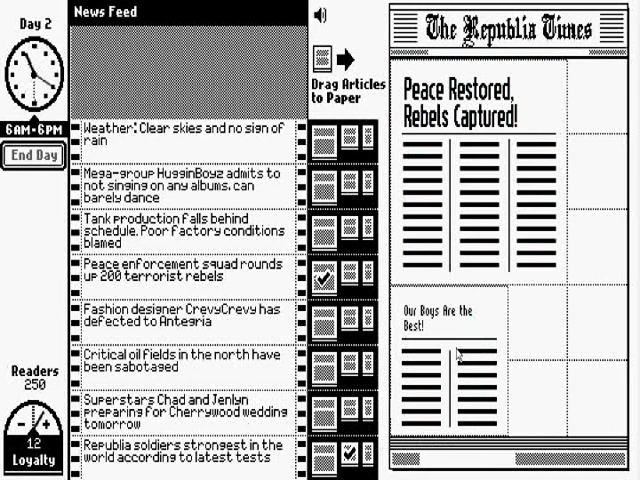 Day 2
News Feed
6AM-6PM
End Day
Drag Articles
to Paper
Weather: Clear skies and no sign of
rain
Mega-group HugginBoyz admits to
not singing on any albums, can
barely dance
Tank production falls behind
schedule. Poor factory conditions
blamed
Peace enforcement squad rounds
up 200 terrorist rebels
Fashion designer CrevyCrevy has
defected to Antegria
Critical oil fields in the north have
been sabotaged
Superstars Chad and Jenlyn
preparing for Cherrywood wedding
tomorrow
Republia soldiers strongest in the
world according to latest tests
Readers
250
- +
12
Loyalty
The Republia Times
Peace Restored,
Rebels Captured!
Our Boys Are the
Best!